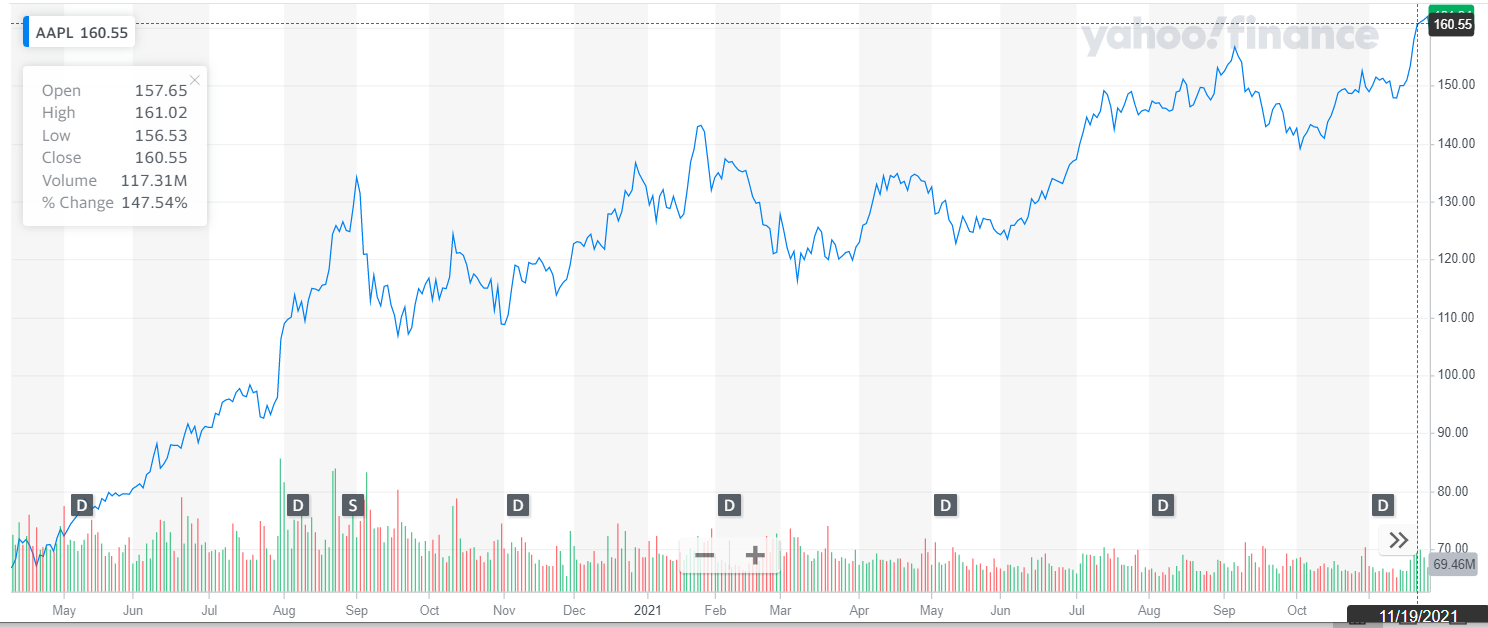 AAPL 160.55
yahoo!finance
160.55
Open 157.65
High 161.02
Low 156.53
Close 160.55
Volume 117.31M
% Change 147.54%
150.00
140.00
130.00
120.00
110.00
100.00
90.00
80.00
70.00
D D S D D D D D
69.46M
May Jun Jul Aug Sep Oct Nov Dec 2021 Feb Mar Apr May Jun Jul Aug Sep Oct
11/19/2021